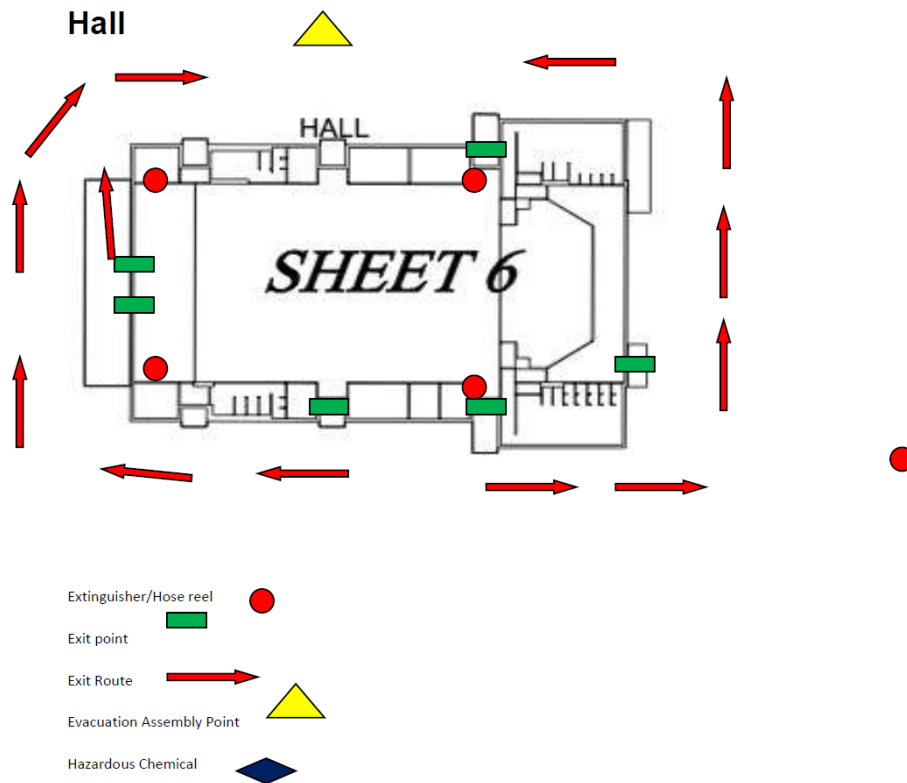 Hall
HALL
SHEET 6
Extinguisher/Hose reel
Exit point
Exit Route
Evacuation Assembly Point
Hazardous Chemical